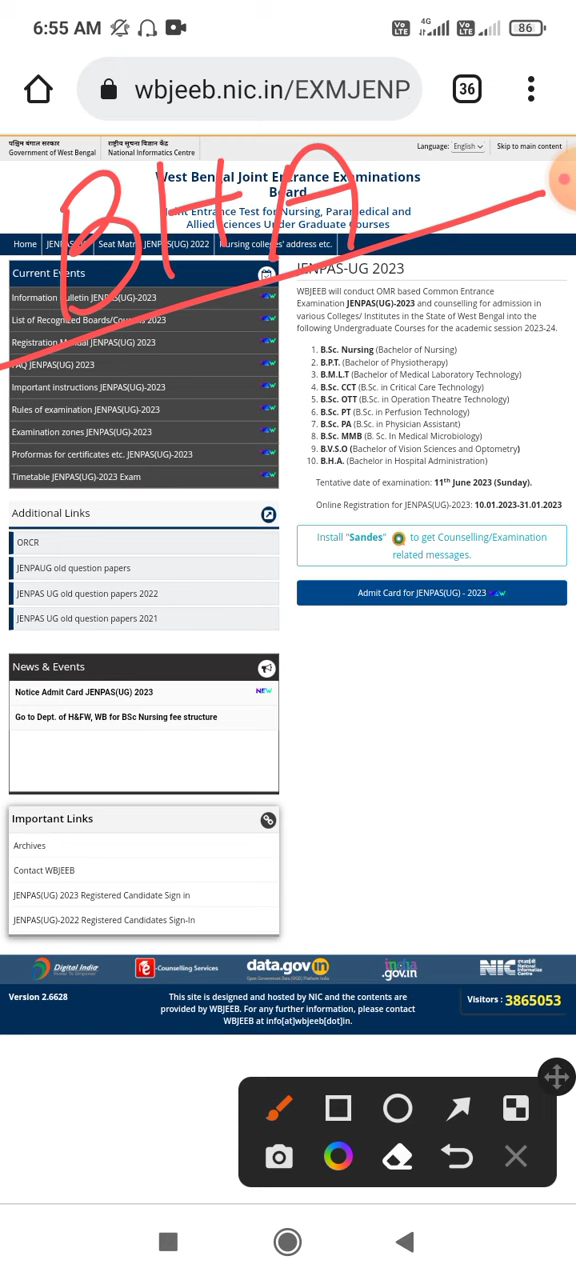 6:55 AM
4G
86
wbjeeb.nic.in/EXMJENP
36
पश्चिम बंगाल सरकार
Government of West Bengal
राष्ट्रीय सूचना विज्ञान केंद्र
National Informatics Centre
Language: English
Skip to main content
West Bengal Joint Entrance Examinations
Board
Joint Entrance Test for Nursing, Paramedical and
Allied Sciences Under Graduate Courses
BHA
Home
Seat Matrix JENPAS(UG) 2022
Nursing colleges' address etc.
Current Events
Information Bulletin JENPAS(UG)-2023
List of Recognized Boards/Councils 2023
Registration Manual JENPAS(UG) 2023
FAQ JENPAS(UG) 2023
Important instructions JENPAS(UG)-2023
Rules of examination JENPAS(UG)-2023
Examination zones JENPAS(UG)-2023
Proformas for certificates etc. JENPAS(UG)-2023
Timetable JENPAS(UG)-2023 Exam
JENPAS-UG 2023
WBJEEB will conduct OMR based Common Entrance
Examination JENPAS(UG)-2023 and counselling for admission in
various Colleges/ Institutes in the State of West Bengal into the
following Undergraduate Courses for the academic session 2023-24.
1. B.Sc. Nursing (Bachelor of Nursing)
2. B.P.T. (Bachelor of Physiotherapy)
3. B.M.L.T (Bachelor of Medical Laboratory Technology)
4. B.Sc. CCT (B.Sc. in Critical Care Technology)
5. B.Sc. OTT (B.Sc. in Operation Theatre Technology)
6. B.Sc. PT (B.Sc. in Perfusion Technology)
7. B.Sc. PA (B.Sc. in Physician Assistant)
8. B.Sc. MMB (B. Sc. In Medical Microbiology)
9. B.V.S.O (Bachelor of Vision Sciences and Optometry)
10. B.H.A. (Bachelor in Hospital Administration)
Tentative date of examination: 11th June 2023 (Sunday).
Online Registration for JENPAS(UG)-2023: 10.01.2023-31.01.2023
Install "Sandes" to get Counselling/Examination
related messages.
Admit Card for JENPAS(UG) - 2023 NEW
Additional Links
ORCR
JENPAUG old question papers
JENPAS UG old question papers 2022
JENPAS UG old question papers 2021
News & Events
Notice Admit Card JENPAS(UG) 2023 NEW
Go to Dept. of H&FW, WB for BSc Nursing fee structure
Important Links
Archives
Contact WBJEEB
JENPAS(UG) 2023 Registered Candidate Sign in
JENPAS(UG)-2022 Registered Candidates Sign-In
Digital India
e-Counselling Services
data.gov in
india.gov.in
NIC National Informatics Centre
Version 2.6628
This site is designed and hosted by NIC and the contents are
provided by WBJEEB. For any further information, please contact
WBJEEB at info[at]wbjeeb[dot]in.
Visitors : 3865053